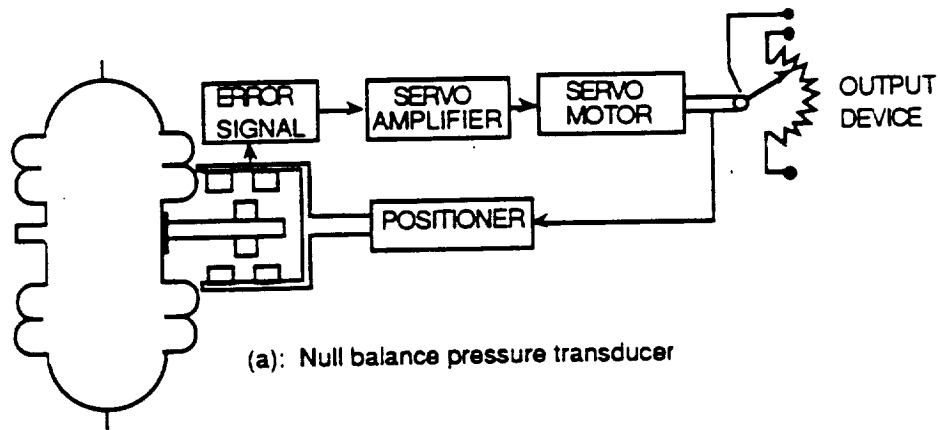 ERROR
SIGNAL
SERVO
AMPLIFIER
SERVO
MOTOR
OUTPUT
DEVICE
POSITIONER
(a): Null balance pressure transducer